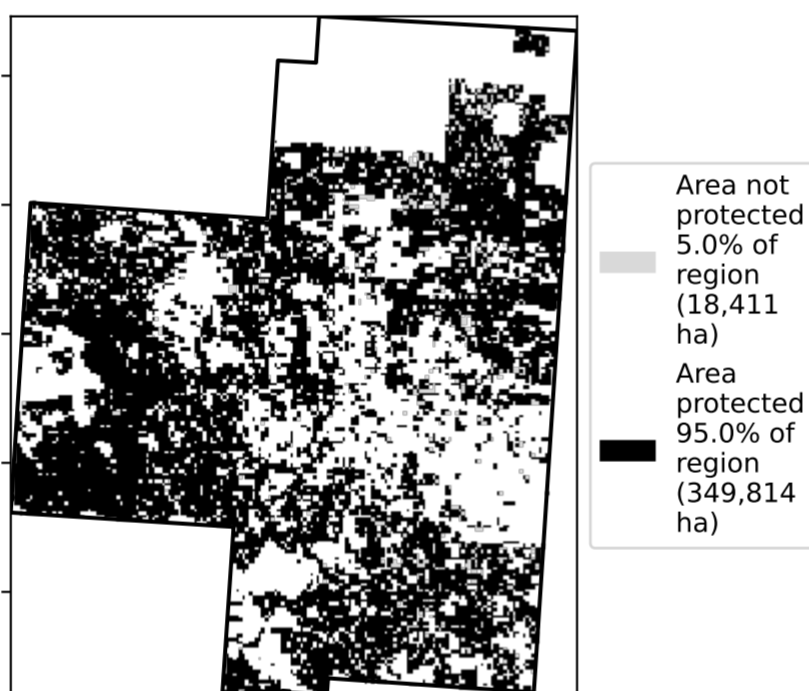 Area not
protected
5.0% of
region
(18,411
ha)
Area
protected
95.0% of
region
(349,814
ha)